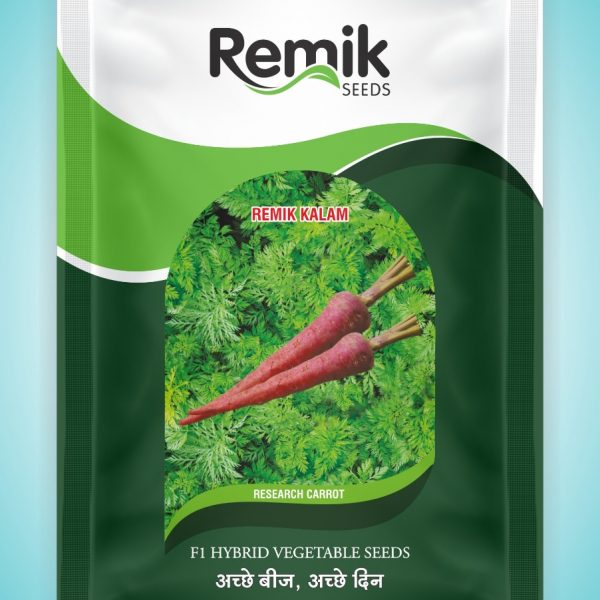 Remik
SEEDS
REMIK KALAM
RESEARCH CARROT
F1 HYBRID VEGETABLE SEEDS
अच्छे बीज, अच्छे दिन